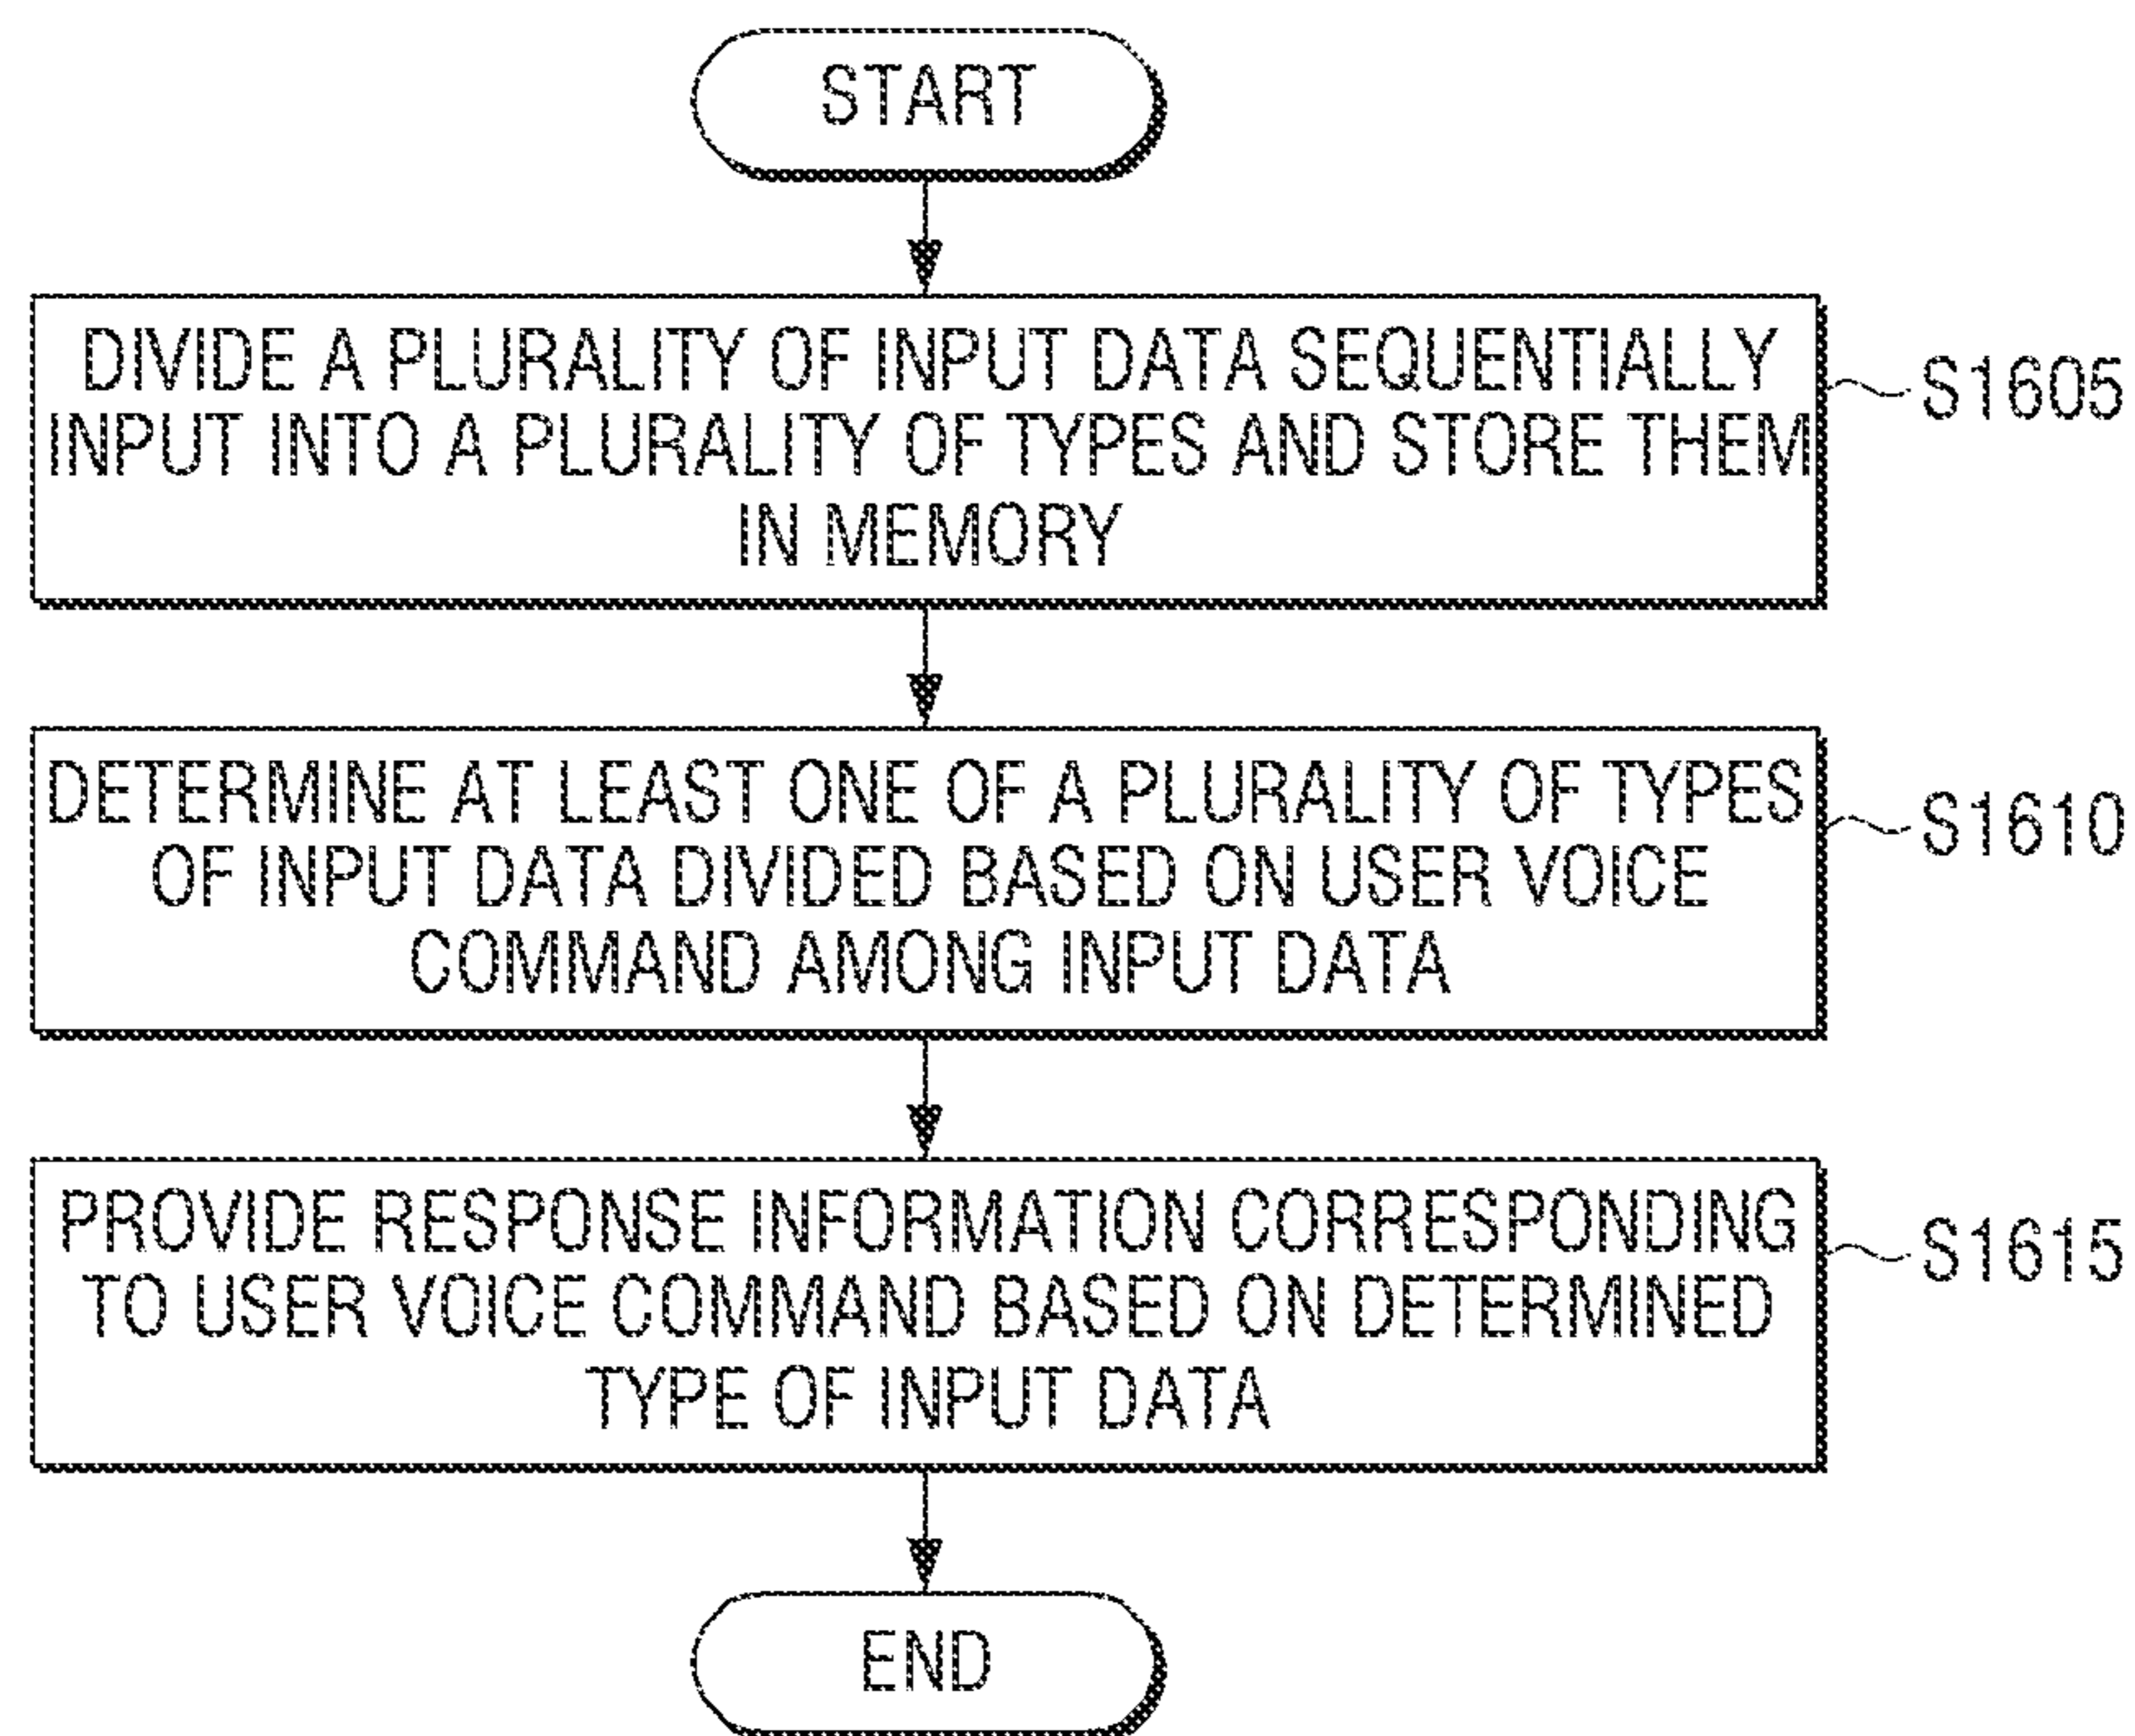 START
DIVIDE A PLURALITY OF INPUT DATA SEQUENTIALLY
INPUT INTO A PLURALITY OF TYPES AND STORE THEM
IN MEMORY
S1605
DETERMINE AT LEAST ONE OF A PLURALITY OF TYPES
OF INPUT DATA DIVIDED BASED ON USER VOICE
COMMAND AMONG INPUT DATA
S1610
PROVIDE RESPONSE INFORMATION CORRESPONDING
TO USER VOICE COMMAND BASED ON DETERMINED
TYPE OF INPUT DATA
S1615
END